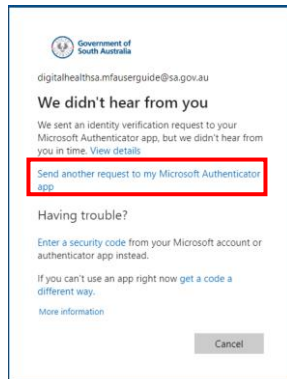 Government of
South Australia
digitalhealthsa.mfauserguide@sa.gov.au
We didn't hear from you
We sent an identity verification request to your
Microsoft Authenticator app, but we didn't hear from
you in time. View details
Send another request to my Microsoft Authenticator
app
Having trouble?
Enter a security code from your Microsoft account or
authenticator app instead.
If you can't use an app right now get a code a
different way.
More information
Cancel